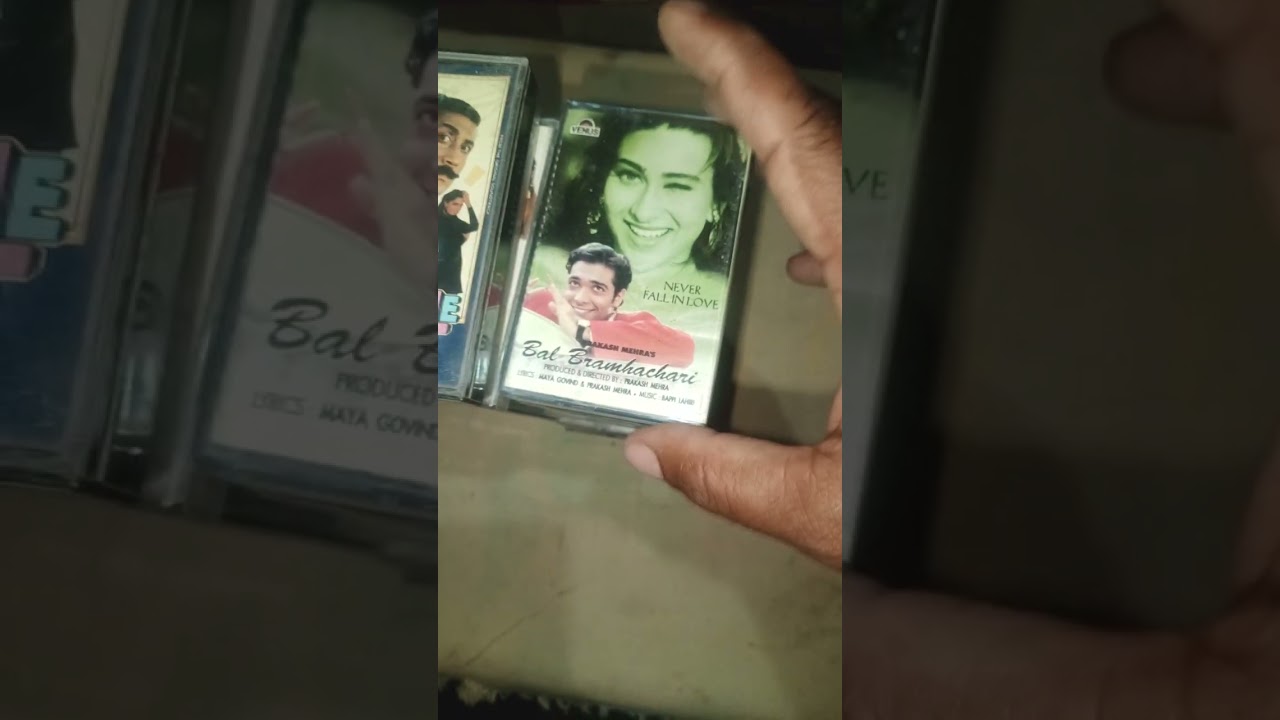 VENUS
NEVER
FALL IN LOVE
PRAKASH MEHRA'S
Bal Bramhachari
PRODUCED & DIRECTED BY : PRAKASH MEHRA
LYRICS : MAYA GOVIND & PRAKASH MEHRA • MUSIC : BAPPI LAHIRI
E
E
VE
Bal B
PRODUCED
LYRICS : MAYA GOVIND